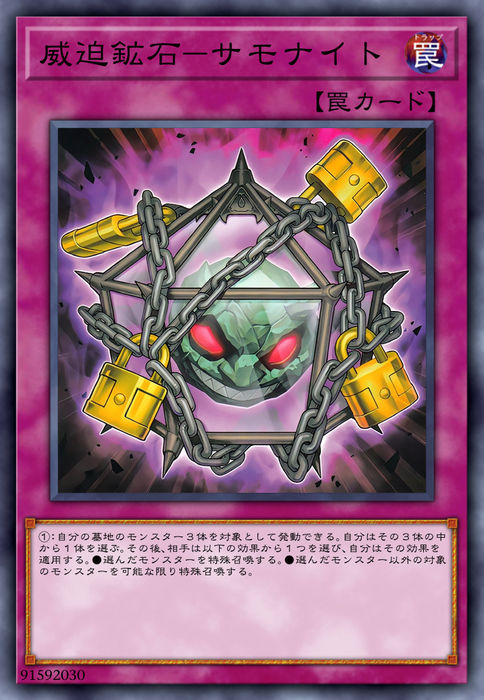 威迫鉱石－サモナイト
トラップ
罠
【罠カード】
①：自分の墓地のモンスター３体を対象として発動できる。自分はその３体の中
から１体を選ぶ。その後、相手は以下の効果から１つを選び、自分はその効果を
適用する。●選んだモンスターを特殊召喚する。●選んだモンスター以外の対象
のモンスターを可能な限り特殊召喚する。
91592030